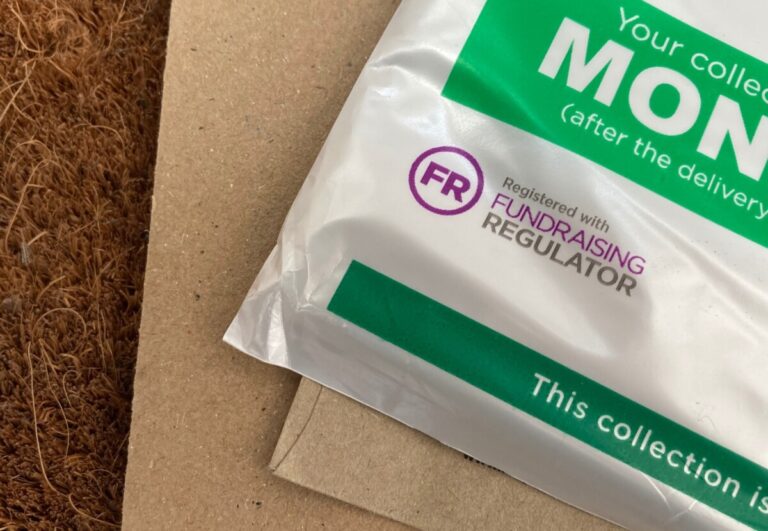 Your collec
MON
(after the delivery
FR
Registered with
FUNDRAISING
REGULATOR
This collection is